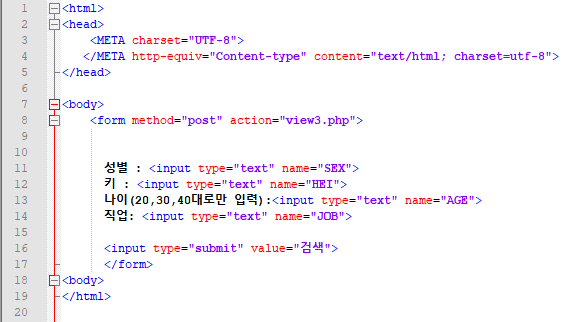 1 <html>
2 <head>
3 <META charset="UTF-8">
4 </META http-equiv="Content-type" content="text/html; charset=utf-8">
5 </head>
6
7 <body>
8 <form method="post" action="view3.php">
9
10
11 성별 : <input type="text" name="SEX">
12 키 : <input type="text" name="HEI">
13 나이(20,30,40대로만 입력):<input type="text" name="AGE">
14 직업: <input type="text" name="JOB">
15
16 <input type="submit" value="검색">
17 </form>
18 <body>
19 </html>
20